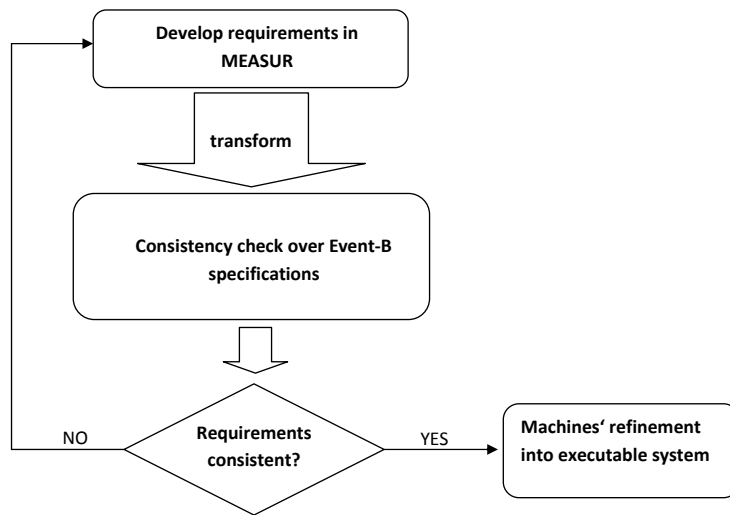 Develop requirements in
MEASUR
transform
Consistency check over Event-B
specifications
Requirements
consistent?
NO
YES
Machines‘ refinement
into executable system